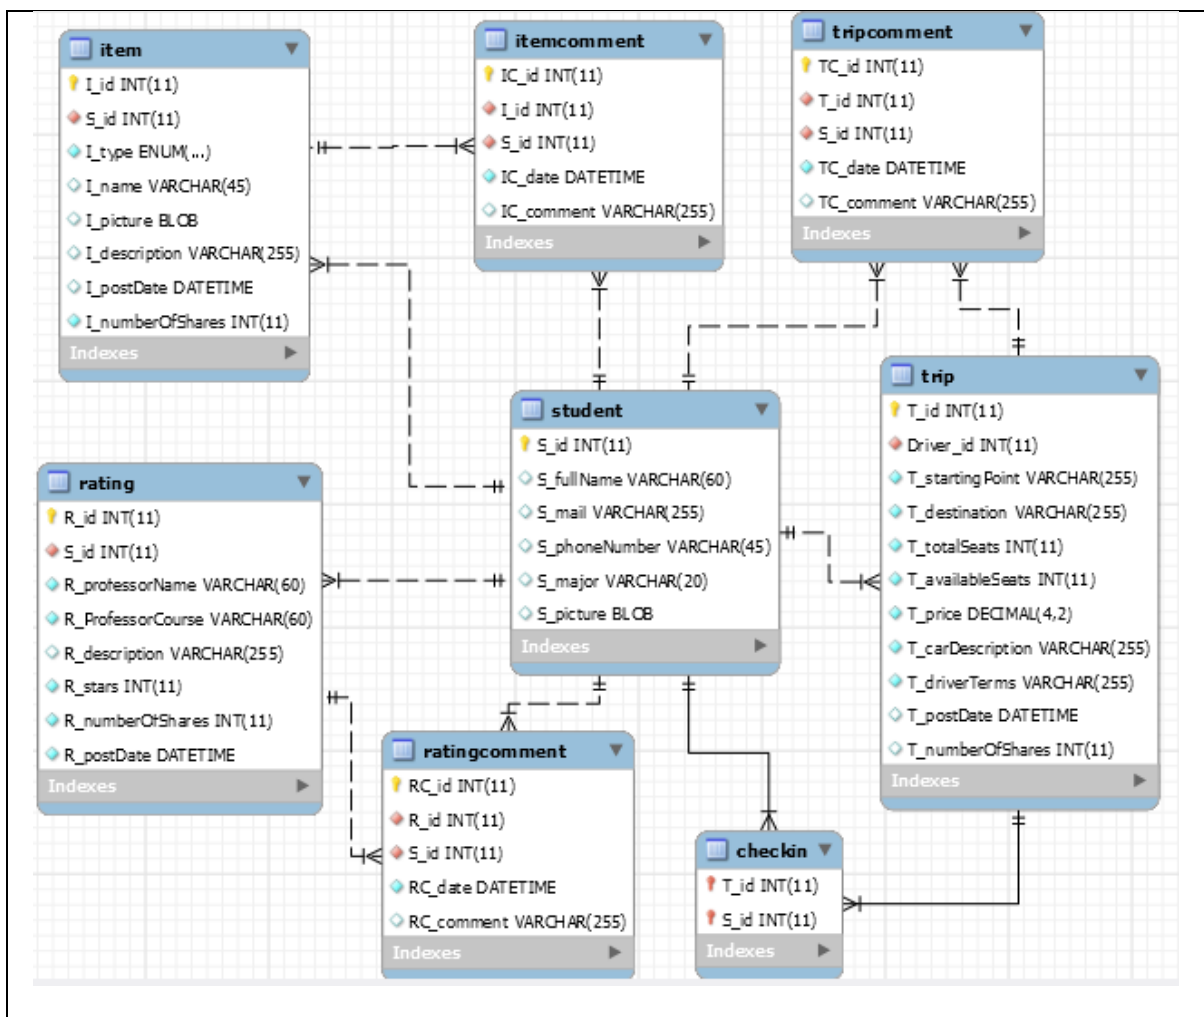 item
I_id INT(11)
S_id INT(11)
I_type ENUM(...)
I_name VARCHAR(45)
I_picture BLOB
I_description VARCHAR(255)
I_postDate DATETIME
I_numberOfShares INT(11)
Indexes
itemcomment
IC_id INT(11)
I_id INT(11)
S_id INT(11)
IC_date DATETIME
IC_comment VARCHAR(255)
Indexes
tripcomment
TC_id INT(11)
T_id INT(11)
S_id INT(11)
TC_date DATETIME
TC_comment VARCHAR(255)
Indexes
student
S_id INT(11)
S_fullName VARCHAR(60)
S_mail VARCHAR(255)
S_phoneNumber VARCHAR(45)
S_major VARCHAR(20)
S_picture BLOB
Indexes
trip
T_id INT(11)
Driver_id INT(11)
T_startingPoint VARCHAR(255)
T_destination VARCHAR(255)
T_totalSeats INT(11)
T_availableSeats INT(11)
T_price DECIMAL(4,2)
T_carDescription VARCHAR(255)
T_driverTerms VARCHAR(255)
T_postDate DATETIME
T_numberOfShares INT(11)
Indexes
rating
R_id INT(11)
S_id INT(11)
R_professorName VARCHAR(60)
R_ProfessorCourse VARCHAR(60)
R_description VARCHAR(255)
R_stars INT(11)
R_numberOfShares INT(11)
R_postDate DATETIME
Indexes
ratingcomment
RC_id INT(11)
R_id INT(11)
S_id INT(11)
RC_date DATETIME
RC_comment VARCHAR(255)
Indexes
checkin
T_id INT(11)
S_id INT(11)
Indexes